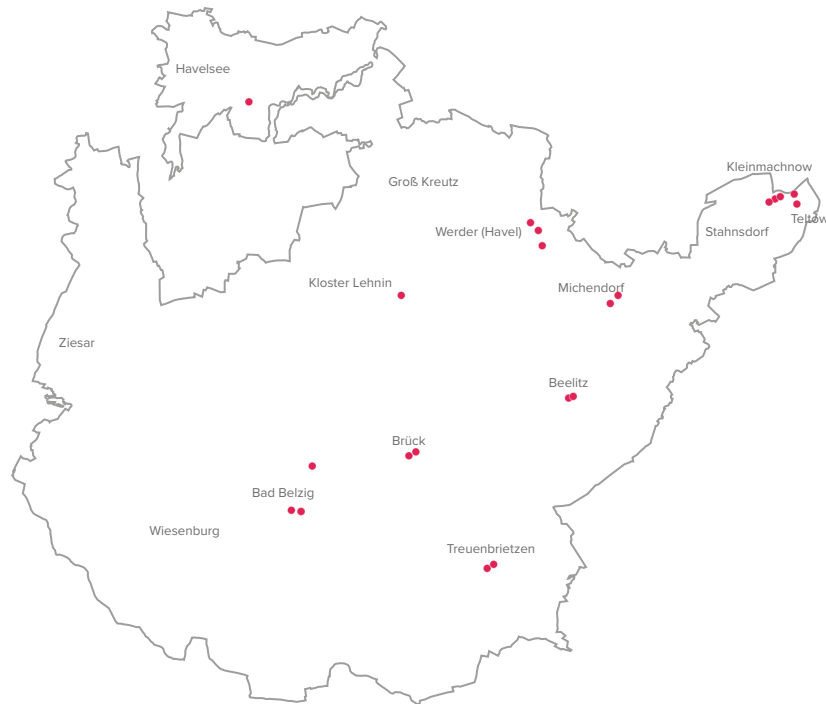 Havelsee
Kleinmachnow
Groß Kreutz
Teltow
Stahnsdorf
Werder (Havel)
Kloster Lehnin
Michendorf
Ziesar
Beelitz
Brück
Bad Belzig
Wiesenburg
Treuenbrietzen